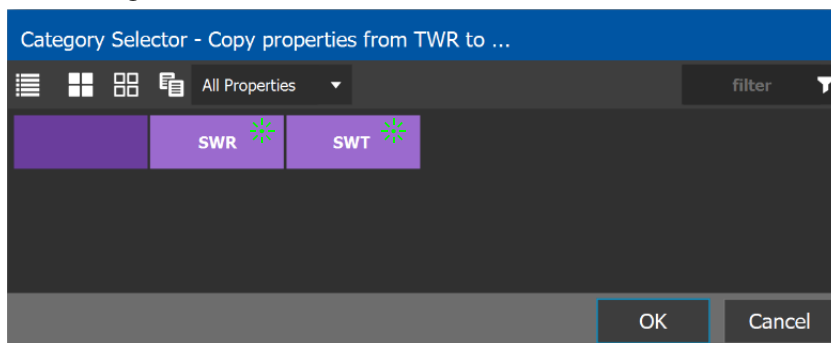 Category Selector - Copy properties from TWR to ...
All Properties
filter
SWR
SWT
OK
Cancel